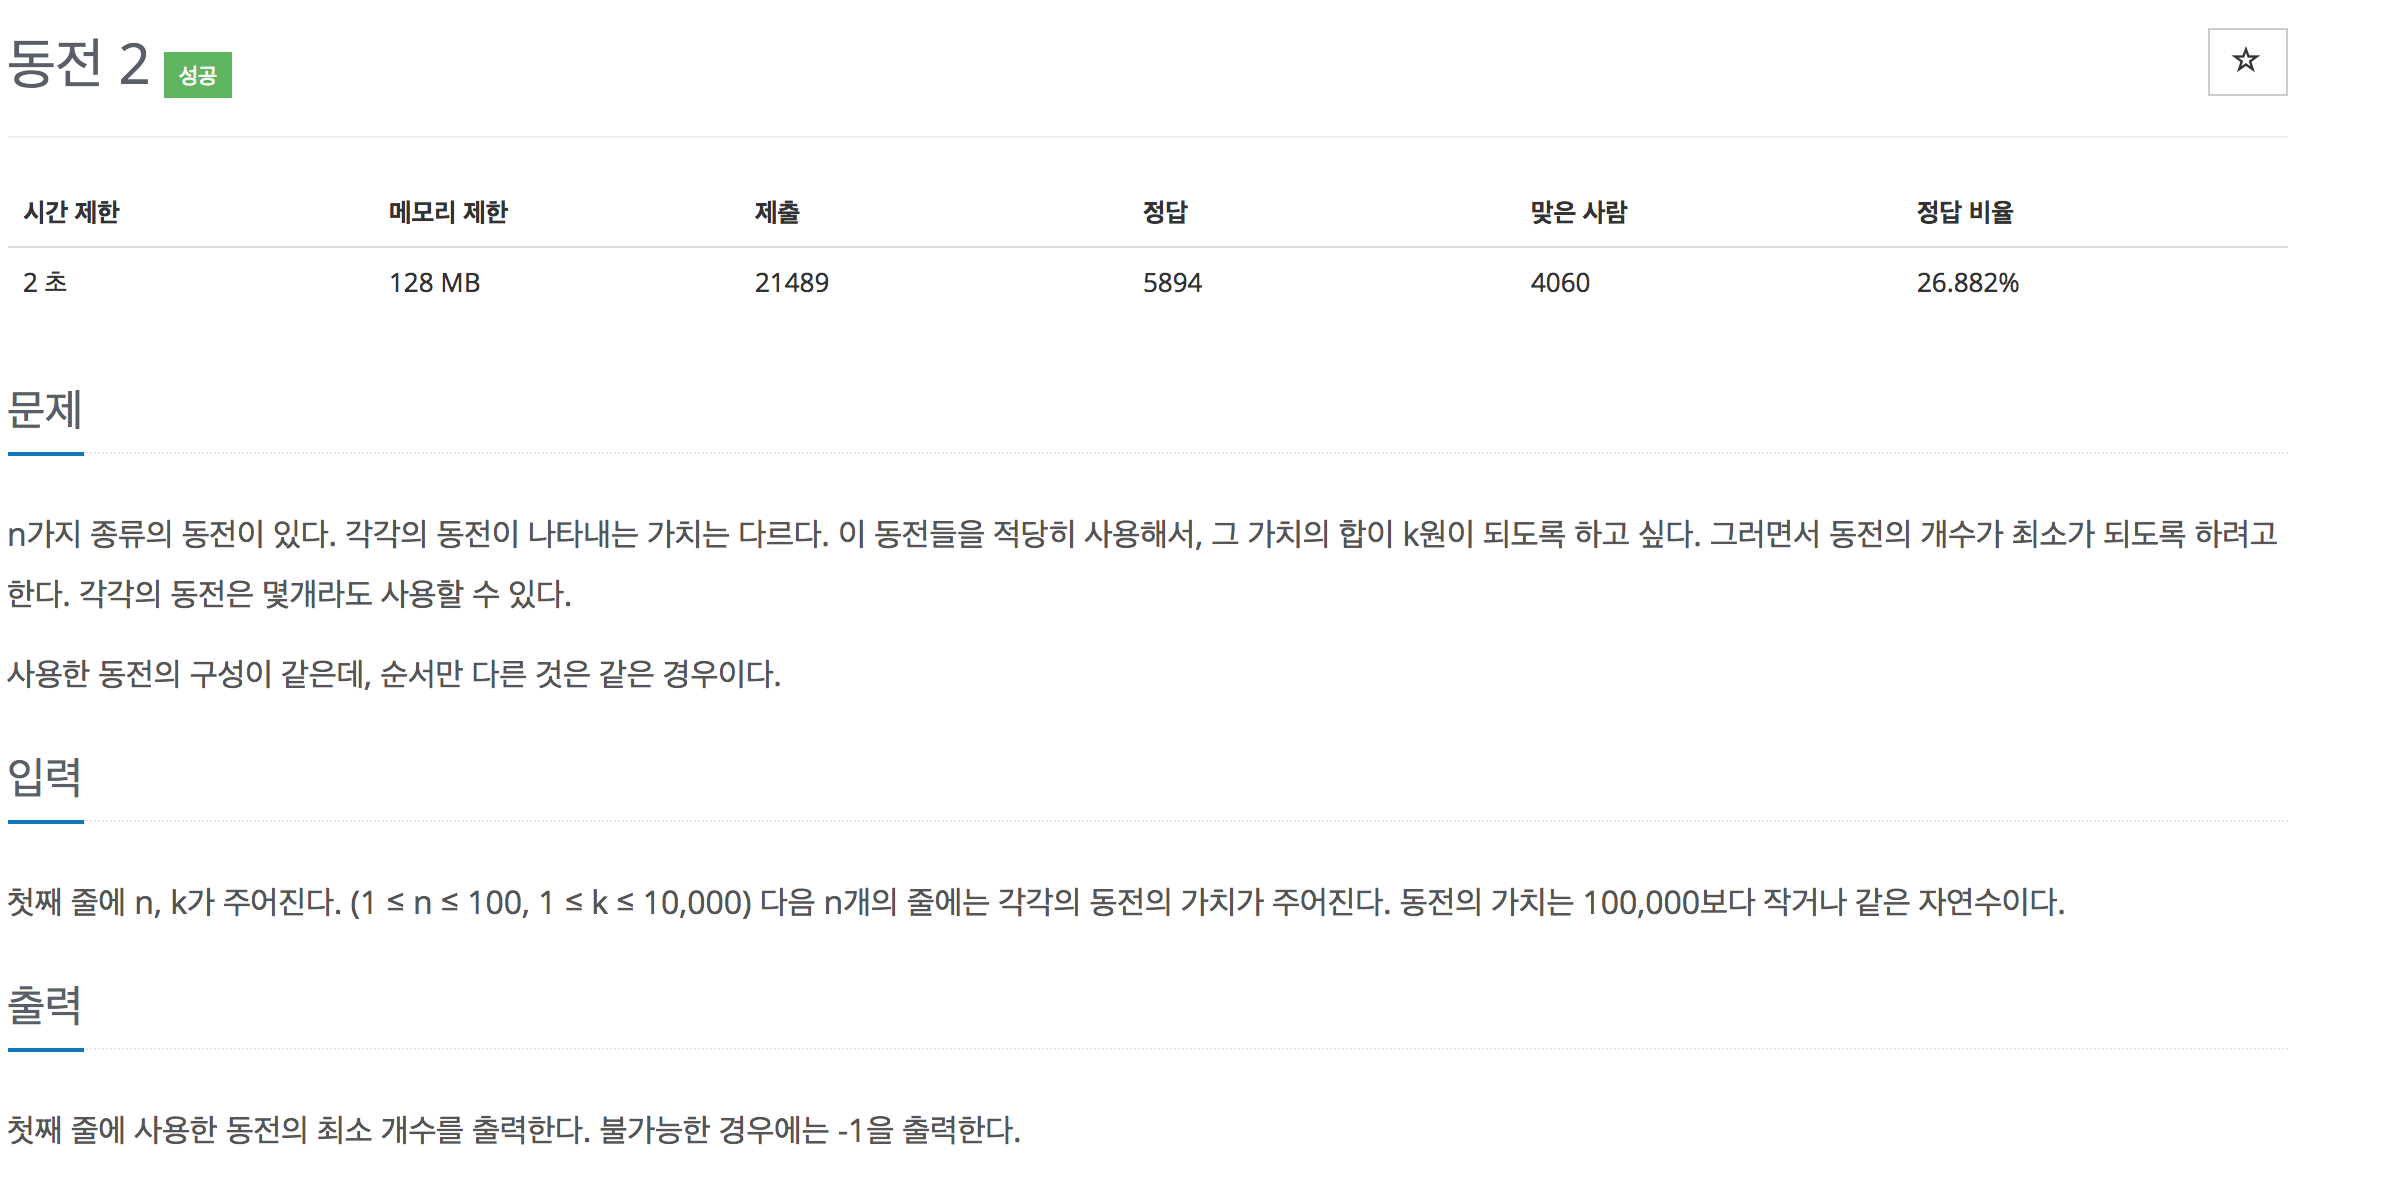 동전 2 성공
시간 제한 메모리 제한 제출 정답 맞은 사람 정답 비율
2 초 128 MB 21489 5894 4060 26.882%
문제
n가지 종류의 동전이 있다. 각각의 동전이 나타내는 가치는 다르다. 이 동전들을 적당히 사용해서, 그 가치의 합이 k원이 되도록 하고 싶다. 그러면서 동전의 개수가 최소가 되도록 하려고
한다. 각각의 동전은 몇개라도 사용할 수 있다.
사용한 동전의 구성이 같은데, 순서만 다른 것은 같은 경우이다.
입력
첫째 줄에 n, k가 주어진다. (1 ≤ n ≤ 100, 1 ≤ k ≤ 10,000) 다음 n개의 줄에는 각각의 동전의 가치가 주어진다. 동전의 가치는 100,000보다 작거나 같은 자연수이다.
출력
첫째 줄에 사용한 동전의 최소 개수를 출력한다. 불가능한 경우에는 -1을 출력한다.